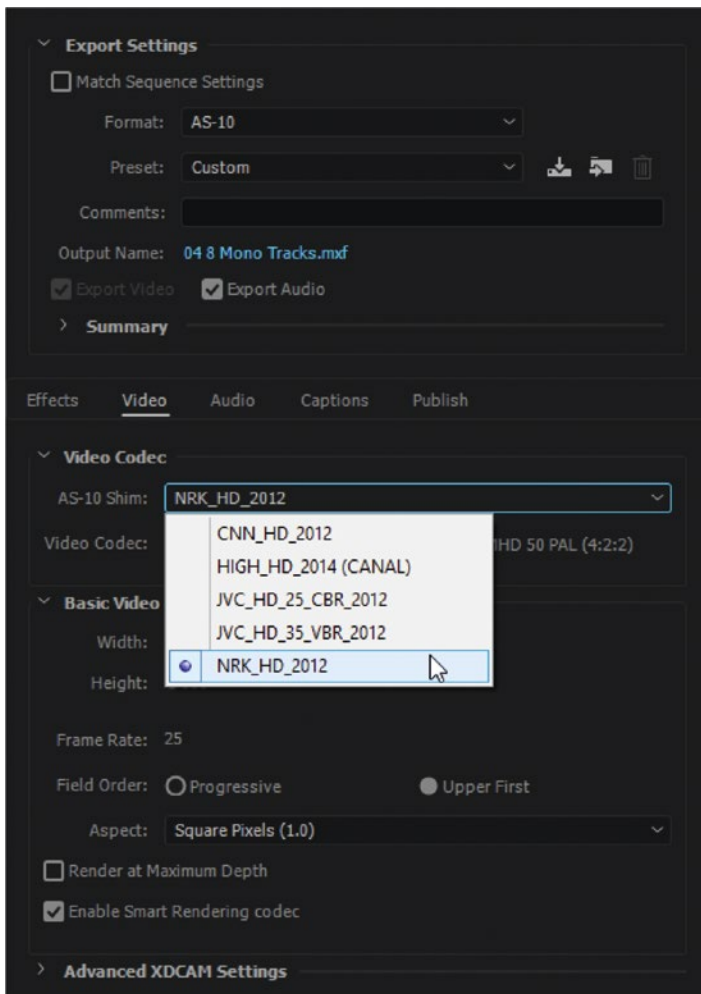 Export Settings
Match Sequence Settings
Format: AS-10
Preset: Custom
Comments:
Output Name: 04 8 Mono Tracks.mxf
Export Video Export Audio
Summary
Effects Video Audio Captions Publish
Video Codec
AS-10 Shim: NRK_HD_2012
CNN_HD_2012
Video Codec: HD 50 PAL (4:2:2)
HIGH_HD_2014 (CANAL)
Basic Video JVC_HD_25_CBR_2012
Width: JVC_HD_35_VBR_2012
NRK_HD_2012
Height:
Frame Rate: 25
Field Order: Progressive Upper First
Aspect: Square Pixels (1.0)
Render at Maximum Depth
Enable Smart Rendering codec
Advanced XDCAM Settings